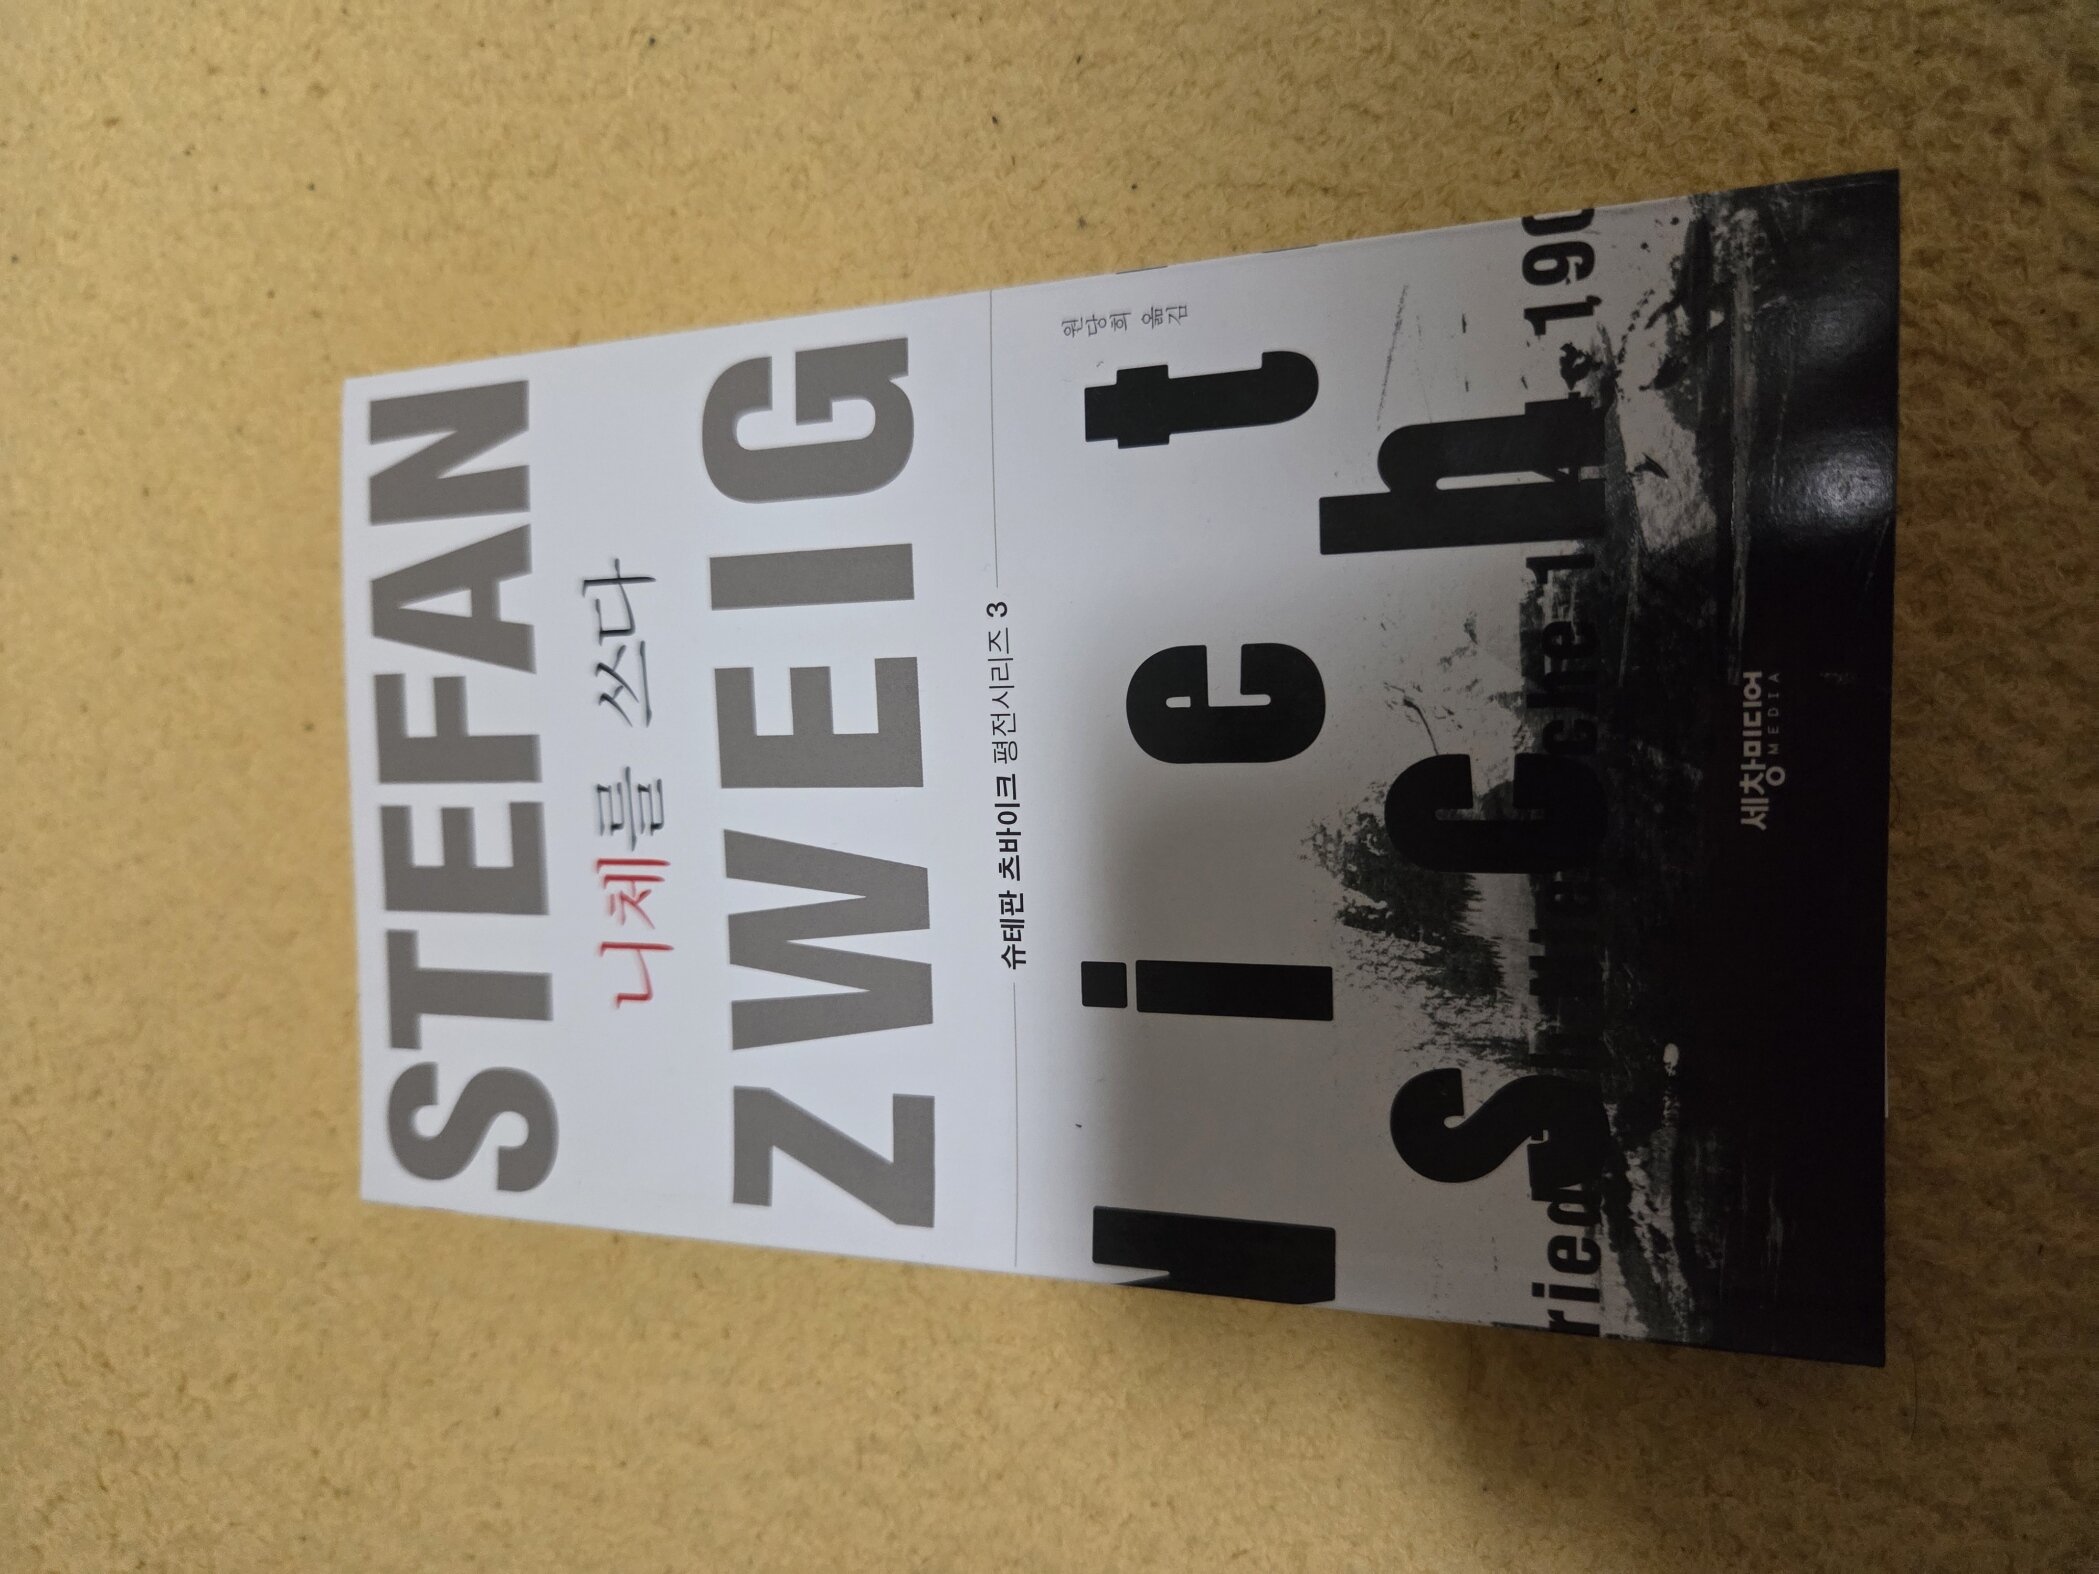 STEFAN
니체를 쓰다
ZWEIG
슈테판 츠바이크 평전시리즈 3
원당희 옮김
N i e t
S c h
세창미디어
MEDIA